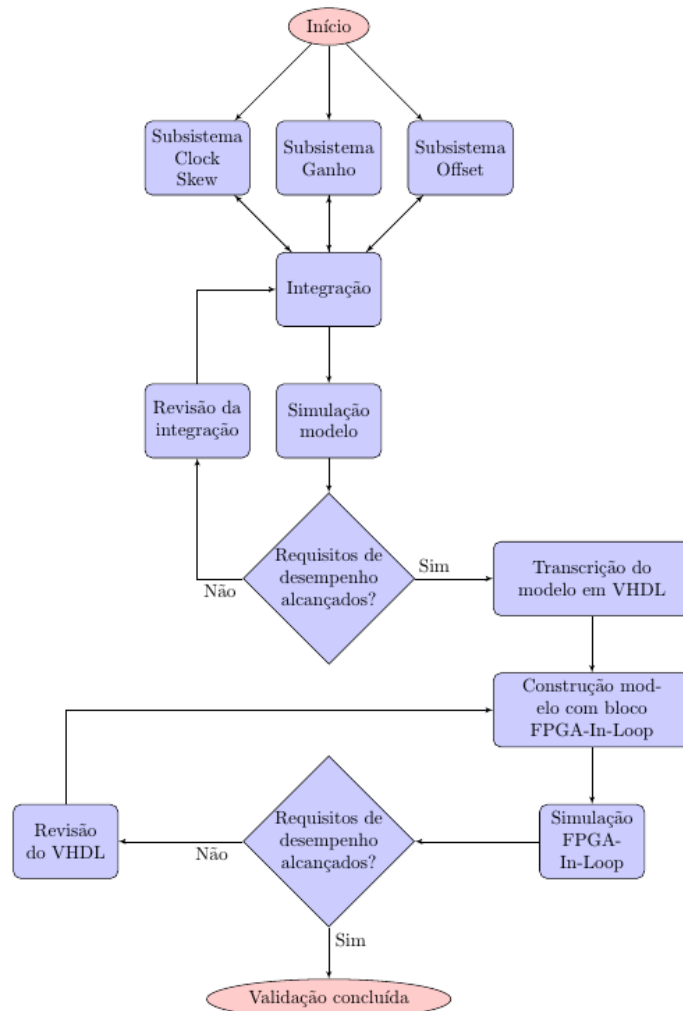 Início
Subsistema
Clock
Skew
Subsistema
Ganho
Subsistema
Offset
Integração
Revisão da
integração
Simulação
modelo
Requisitos de
desempenho
alcançados?
Não
Sim
Transcrição do
modelo em VHDL
Construção mod-
elo com bloco
FPGA-In-Loop
Simulação
FPGA-
In-Loop
Requisitos de
desempenho
alcançados?
Não
Revisão
do VHDL
Sim
Validação concluída